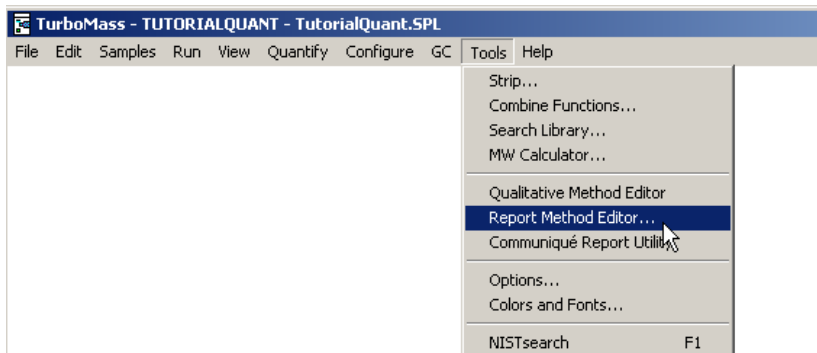 TurboMass - TUTORIALQUANT - TutorialQuant.SPL
File Edit Samples Run View Quantify Configure GC Tools Help
Strip...
Combine Functions...
Search Library...
MW Calculator...
Qualitative Method Editor
Report Method Editor...
Communiqué Report Utility
Options...
Colors and Fonts...
NISTsearch F1